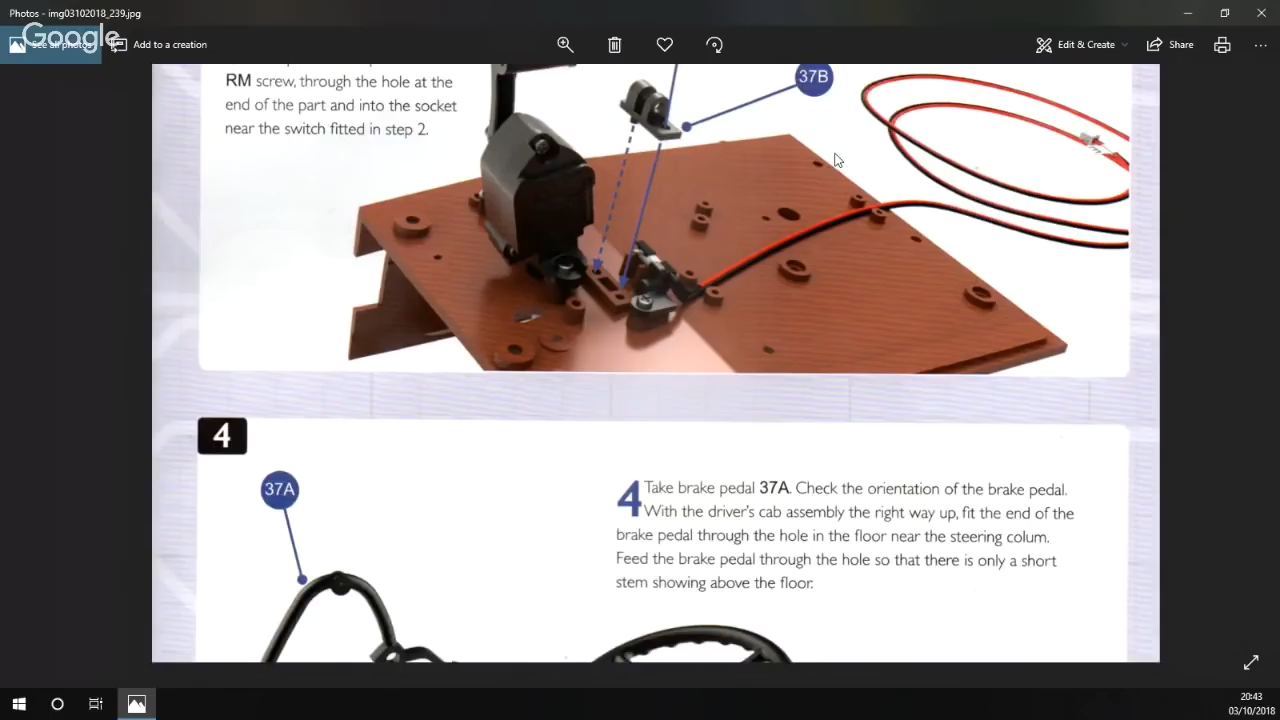 Photos - img03102018_239.jpg
Google
See all photos
Add to a creation
Edit & Create
Share
RM screw, through the hole at the
end of the part and into the socket
near the switch fitted in step 2.
37B
4
37A
4 Take brake pedal 37A. Check the orientation of the brake pedal.
With the driver's cab assembly the right way up, fit the end of the
brake pedal through the hole in the floor near the steering colum.
Feed the brake pedal through the hole so that there is only a short
stem showing above the floor.
20:43
03/10/2018